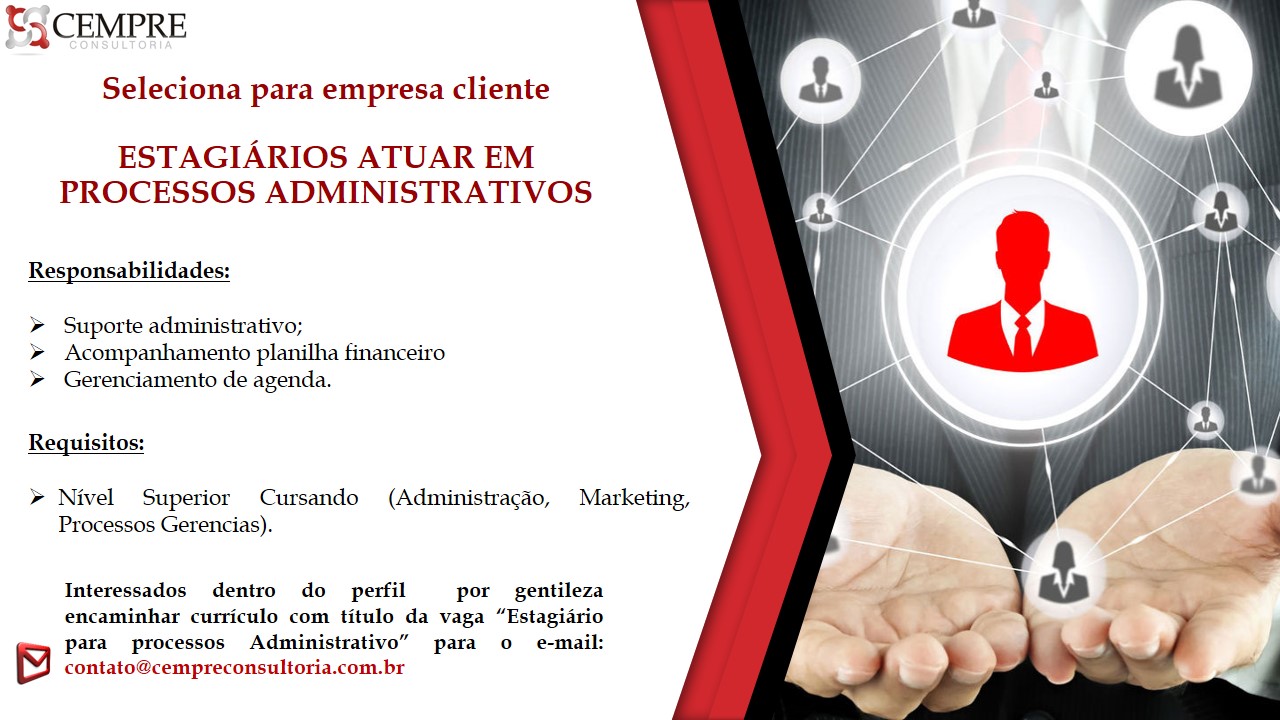 CEMPRE
CONSULTORIA
Seleciona para empresa cliente
ESTAGIÁRIOS ATUAR EM
PROCESSOS ADMINISTRATIVOS
Responsabilidades:
➢ Suporte administrativo;
➢ Acompanhamento planilha financeiro
➢ Gerenciamento de agenda.
Requisitos:
➢ Nível Superior Cursando (Administração, Marketing,
Processos Gerencias).
Interessados dentro do perfil por gentileza
encaminhar currículo com título da vaga “Estagiário
para processos Administrativo” para o e-mail:
contato@cempreconsultoria.com.br